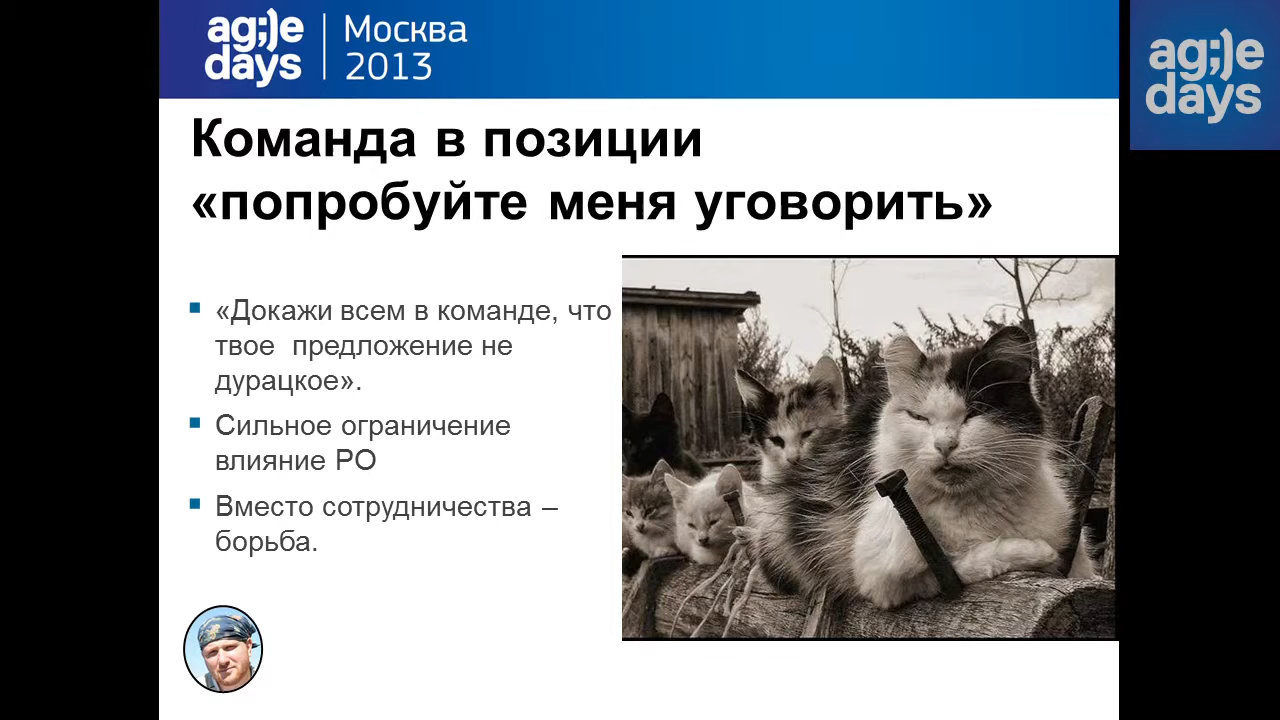 ag;)e
days
Москва
2013
ag;)e
days
Команда в позиции
«попробуйте меня уговорить»
«Докажи всем в команде, что
твое предложение не
дурацкое».
Сильное ограничение
влияние РО
Вместо сотрудничества –
борьба.